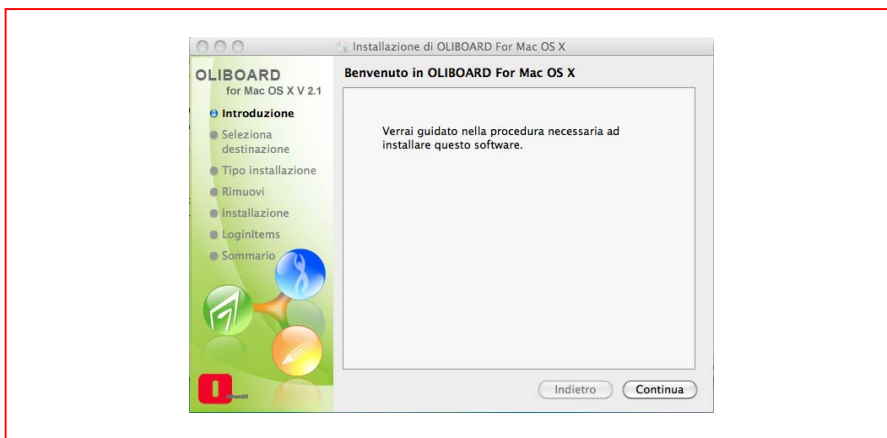 Installazione di OLIBOARD For Mac OS X
OLIBOARD
for Mac OS X V 2.1
Benvenuto in OLIBOARD For Mac OS X
Introduzione
Seleziona
destinazione
Tipo installazione
Rimuovi
Installazione
LoginItems
Sommario
Verrai guidato nella procedura necessaria ad
installare questo software.
olivetti
Indietro
Continua